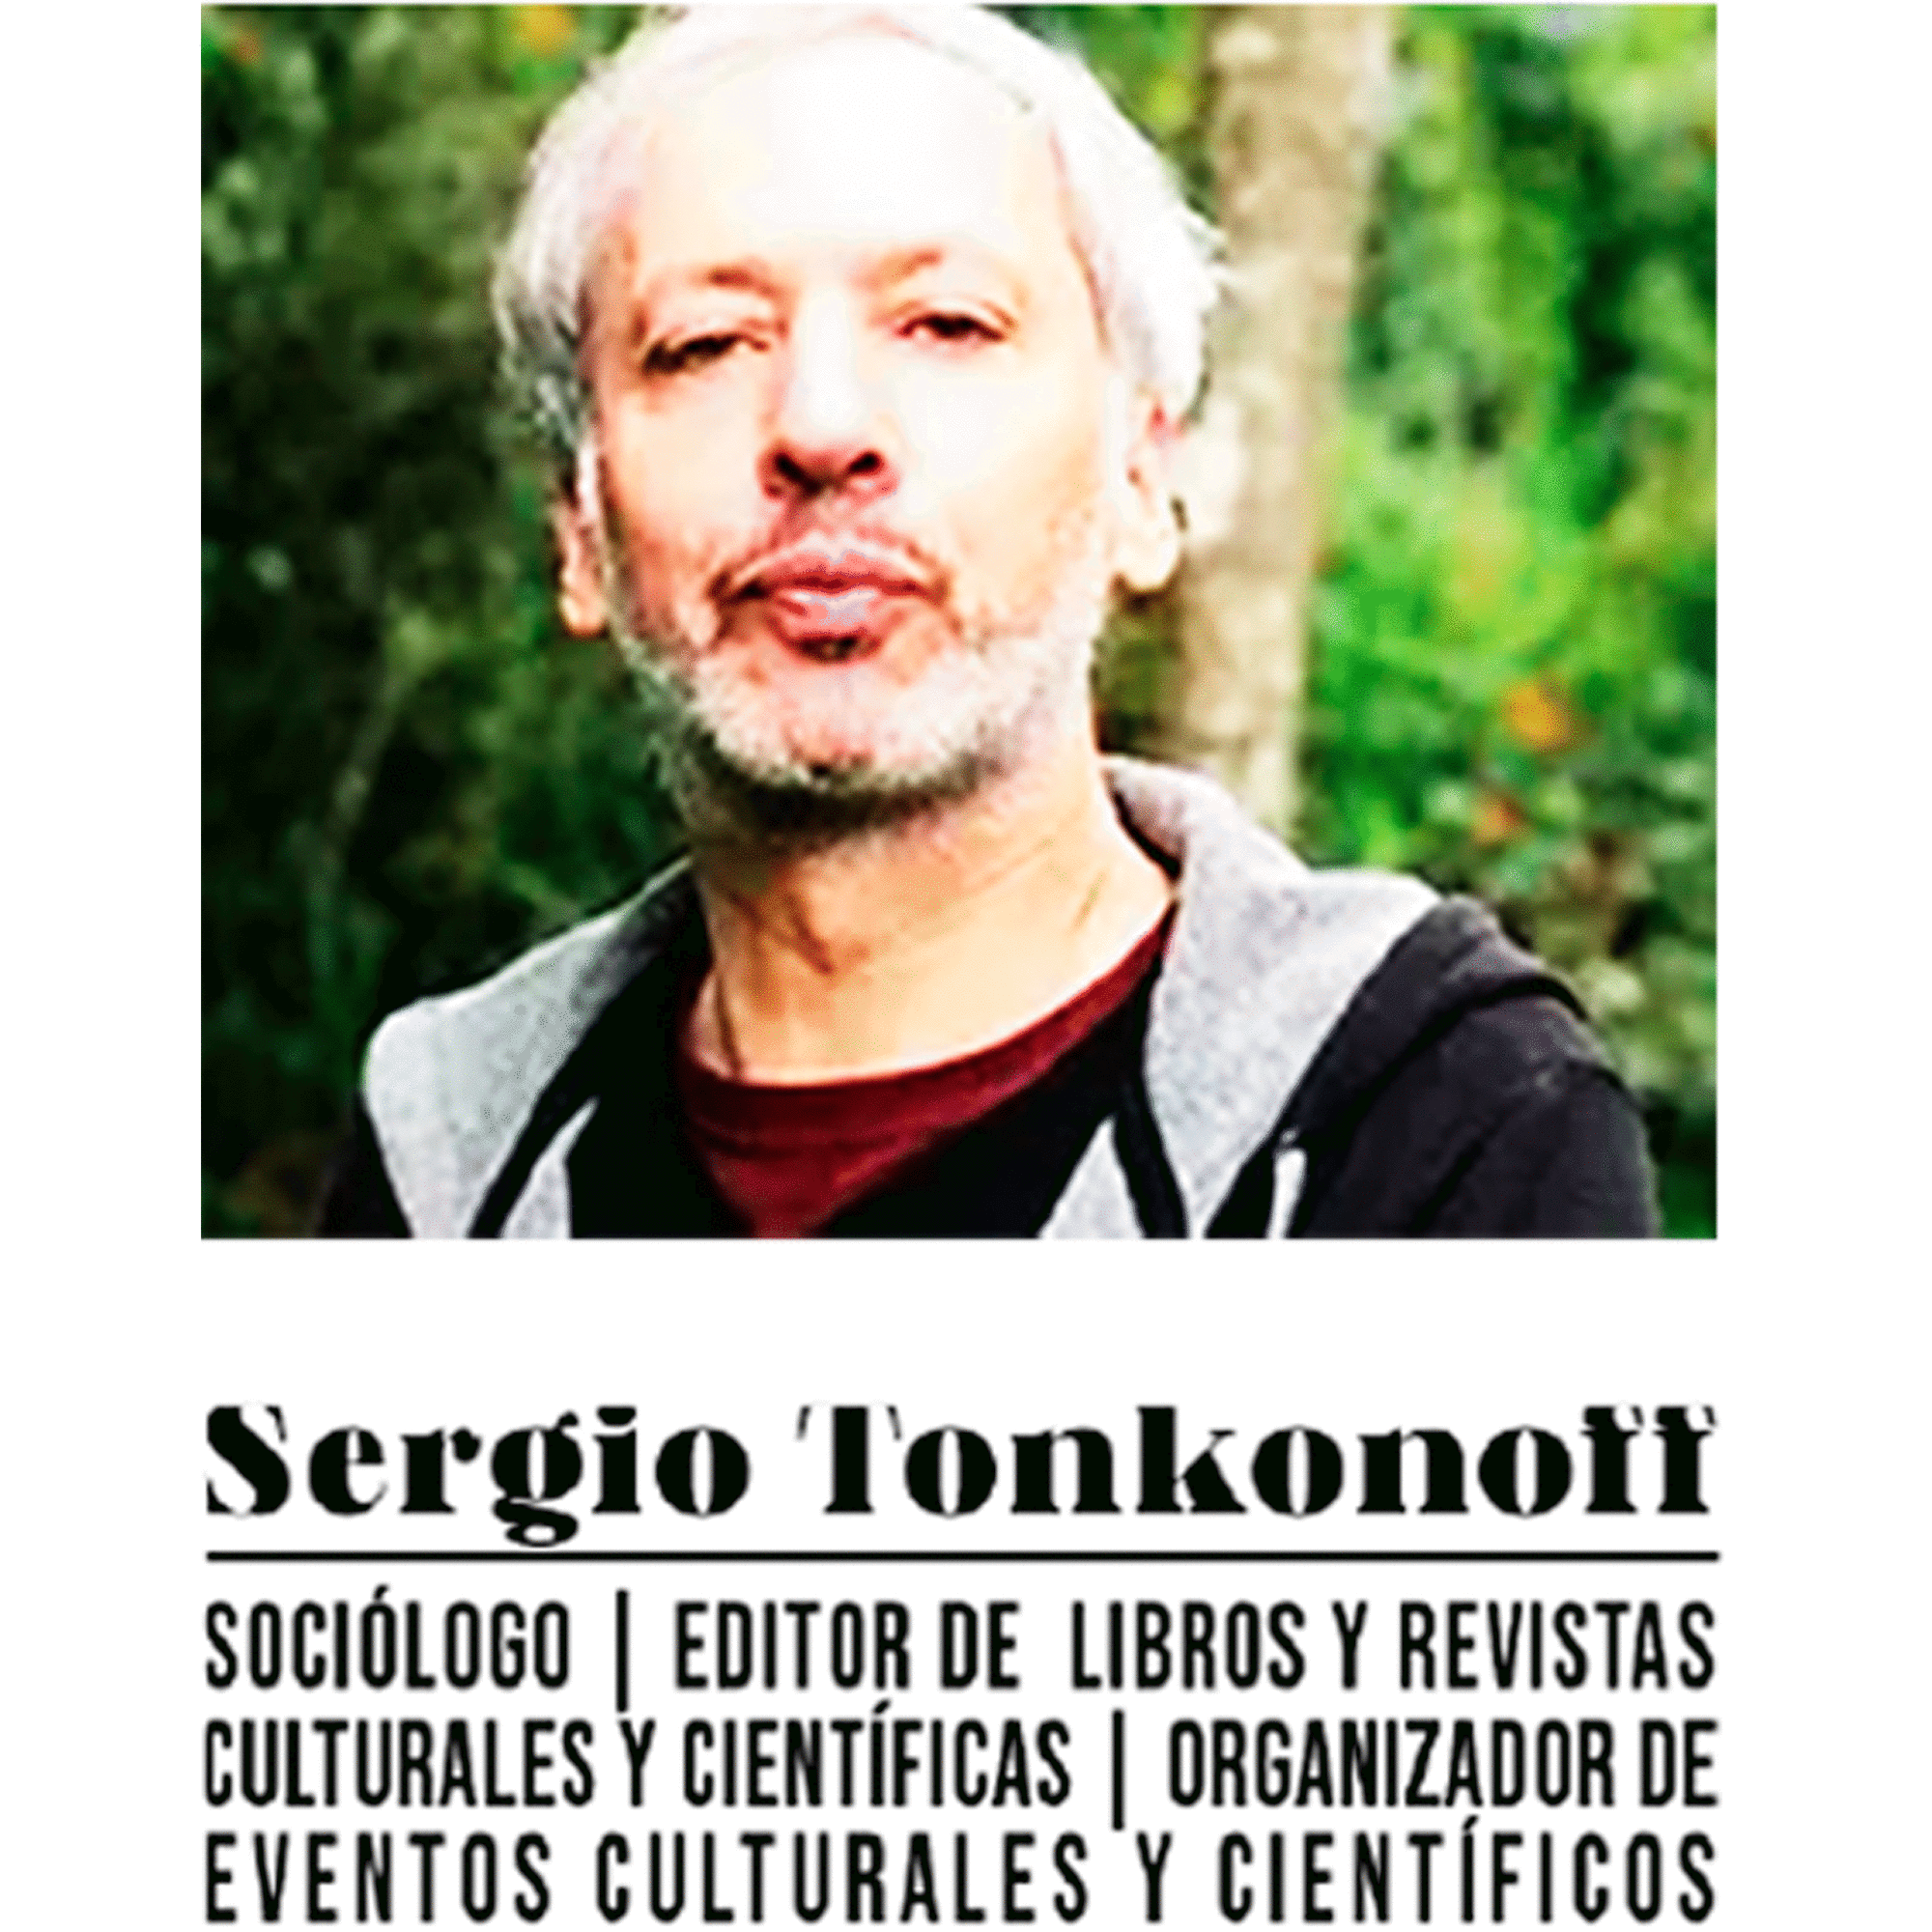 Sergio Tonkonoff
SOCIÓLOGO | EDITOR DE LIBROS Y REVISTAS
CULTURALES Y CIENTÍFICAS | ORGANIZADOR DE
EVENTOS CULTURALES Y CIENTÍFICOS